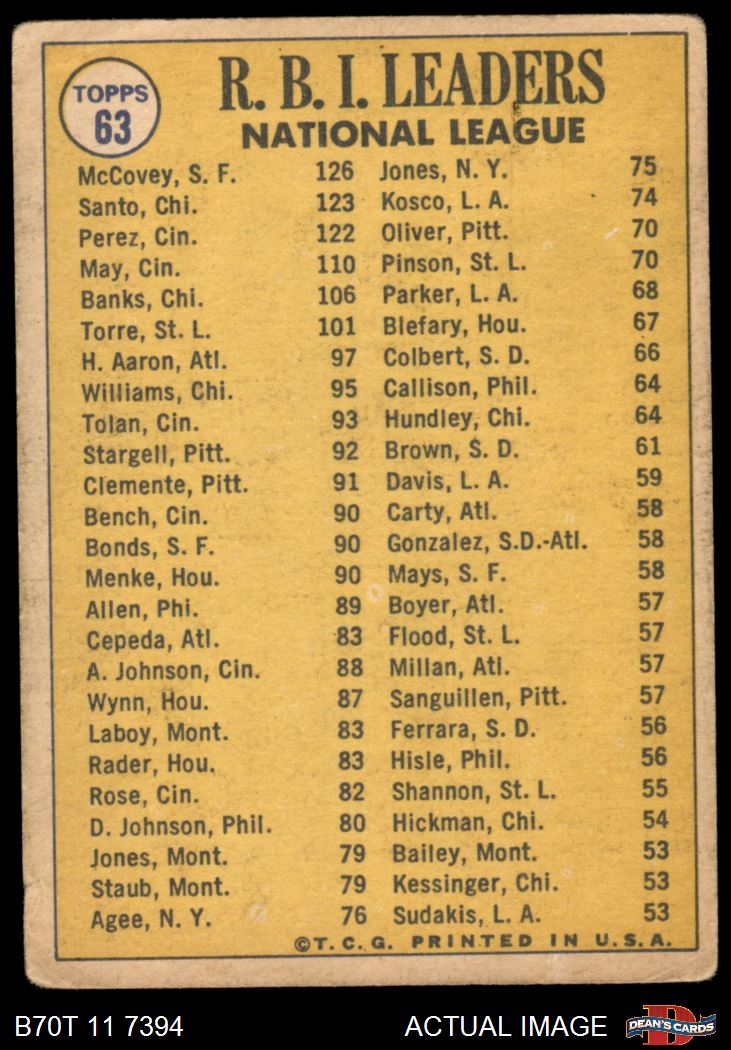 TOPPS
63
R. B. I. LEADERS
NATIONAL LEAGUE
McCovey, S. F. 126
Santo, Chi. 123
Perez, Cin. 122
May, Cin. 110
Banks, Chi. 106
Torre, St. L. 101
H. Aaron, Atl. 97
Williams, Chi. 95
Tolan, Cin. 93
Stargell, Pitt. 92
Clemente, Pitt. 91
Bench, Cin. 90
Bonds, S. F. 90
Menke, Hou. 90
Allen, Phi. 89
Cepeda, Atl. 83
A. Johnson, Cin. 88
Wynn, Hou. 87
Laboy, Mont. 83
Rader, Hou. 83
Rose, Cin. 82
D. Johnson, Phil. 80
Jones, Mont. 79
Staub, Mont. 79
Agee, N. Y. 76
Jones, N. Y. 75
Kosco, L. A. 74
Oliver, Pitt. 70
Pinson, St. L. 70
Parker, L. A. 68
Blefary, Hou. 67
Colbert, S. D. 66
Callison, Phil. 64
Hundley, Chi. 64
Brown, S. D. 61
Davis, L. A. 59
Carty, Atl. 58
Gonzalez, S.D.-Atl. 58
Mays, S. F. 58
Boyer, Atl. 57
Flood, St. L. 57
Millan, Atl. 57
Sanguillen, Pitt. 57
Ferrara, S. D. 56
Hisle, Phil. 56
Shannon, St. L. 55
Hickman, Chi. 54
Bailey, Mont. 53
Kessinger, Chi. 53
Sudakis, L. A. 53
©T. C. G. PRINTED IN U. S. A.
B70T 11 7394
ACTUAL IMAGE
D
DEAN'S CARDS